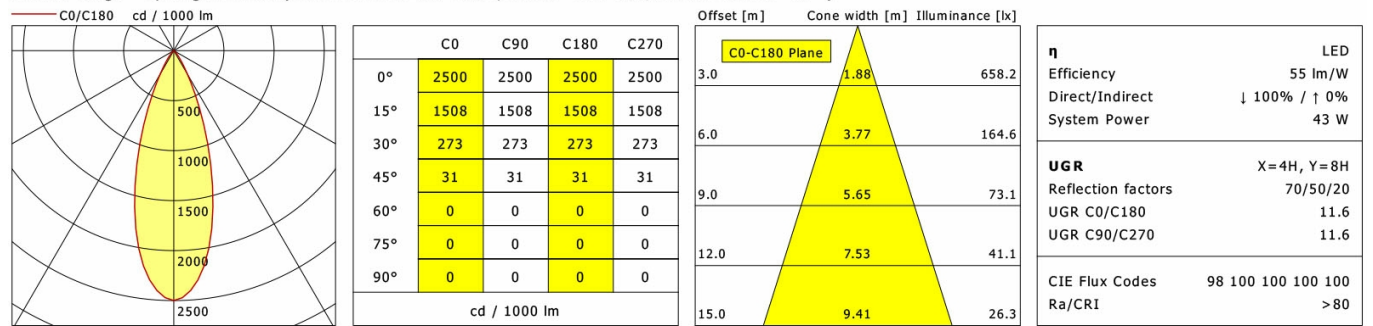 C0/C180 cd / 1000 lm
500
1000
1500
2000
2500
C0 C90 C180 C270
0° 2500 2500 2500 2500
15° 1508 1508 1508 1508
30° 273 273 273 273
45° 31 31 31 31
60° 0 0 0 0
75° 0 0 0 0
90° 0 0 0 0
cd / 1000 lm
Offset [m] Cone width [m] Illuminance [lx]
C0-C180 Plane
3.0 1.88 658.2
6.0 3.77 164.6
9.0 5.65 73.1
12.0 7.53 41.1
15.0 9.41 26.3
η LED
Efficiency 55 lm/W
Direct/Indirect ↓ 100% / ↑ 0%
System Power 43 W
UGR X=4H, Y=8H
Reflection factors 70/50/20
UGR C0/C180 11.6
UGR C90/C270 11.6
CIE Flux Codes 98 100 100 100 100
Ra/CRI >80